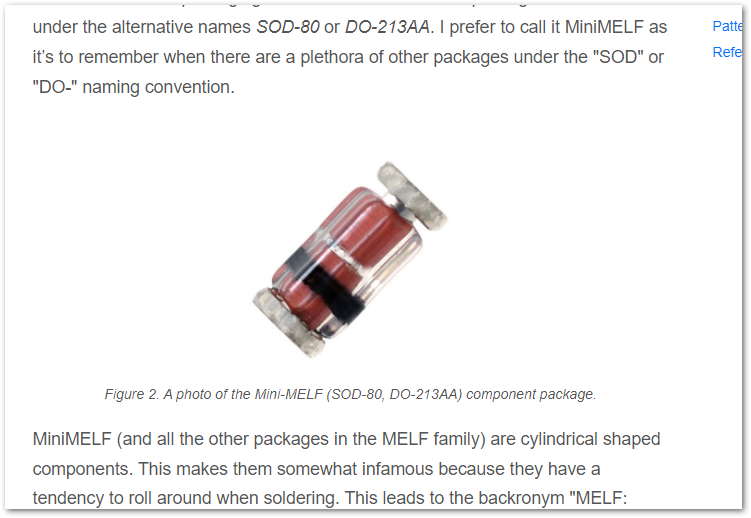 under the alternative names SOD-80 or DO-213AA. I prefer to call it MiniMELF as
it's to remember when there are a plethora of other packages under the "SOD" or
"DO-" naming convention.
Figure 2. A photo of the Mini-MELF (SOD-80, DO-213AA) component package.
MiniMELF (and all the other packages in the MELF family) are cylindrical shaped
components. This makes them somewhat infamous because they have a
tendency to roll around when soldering. This leads to the backronym "MELF:
Patte
Refe